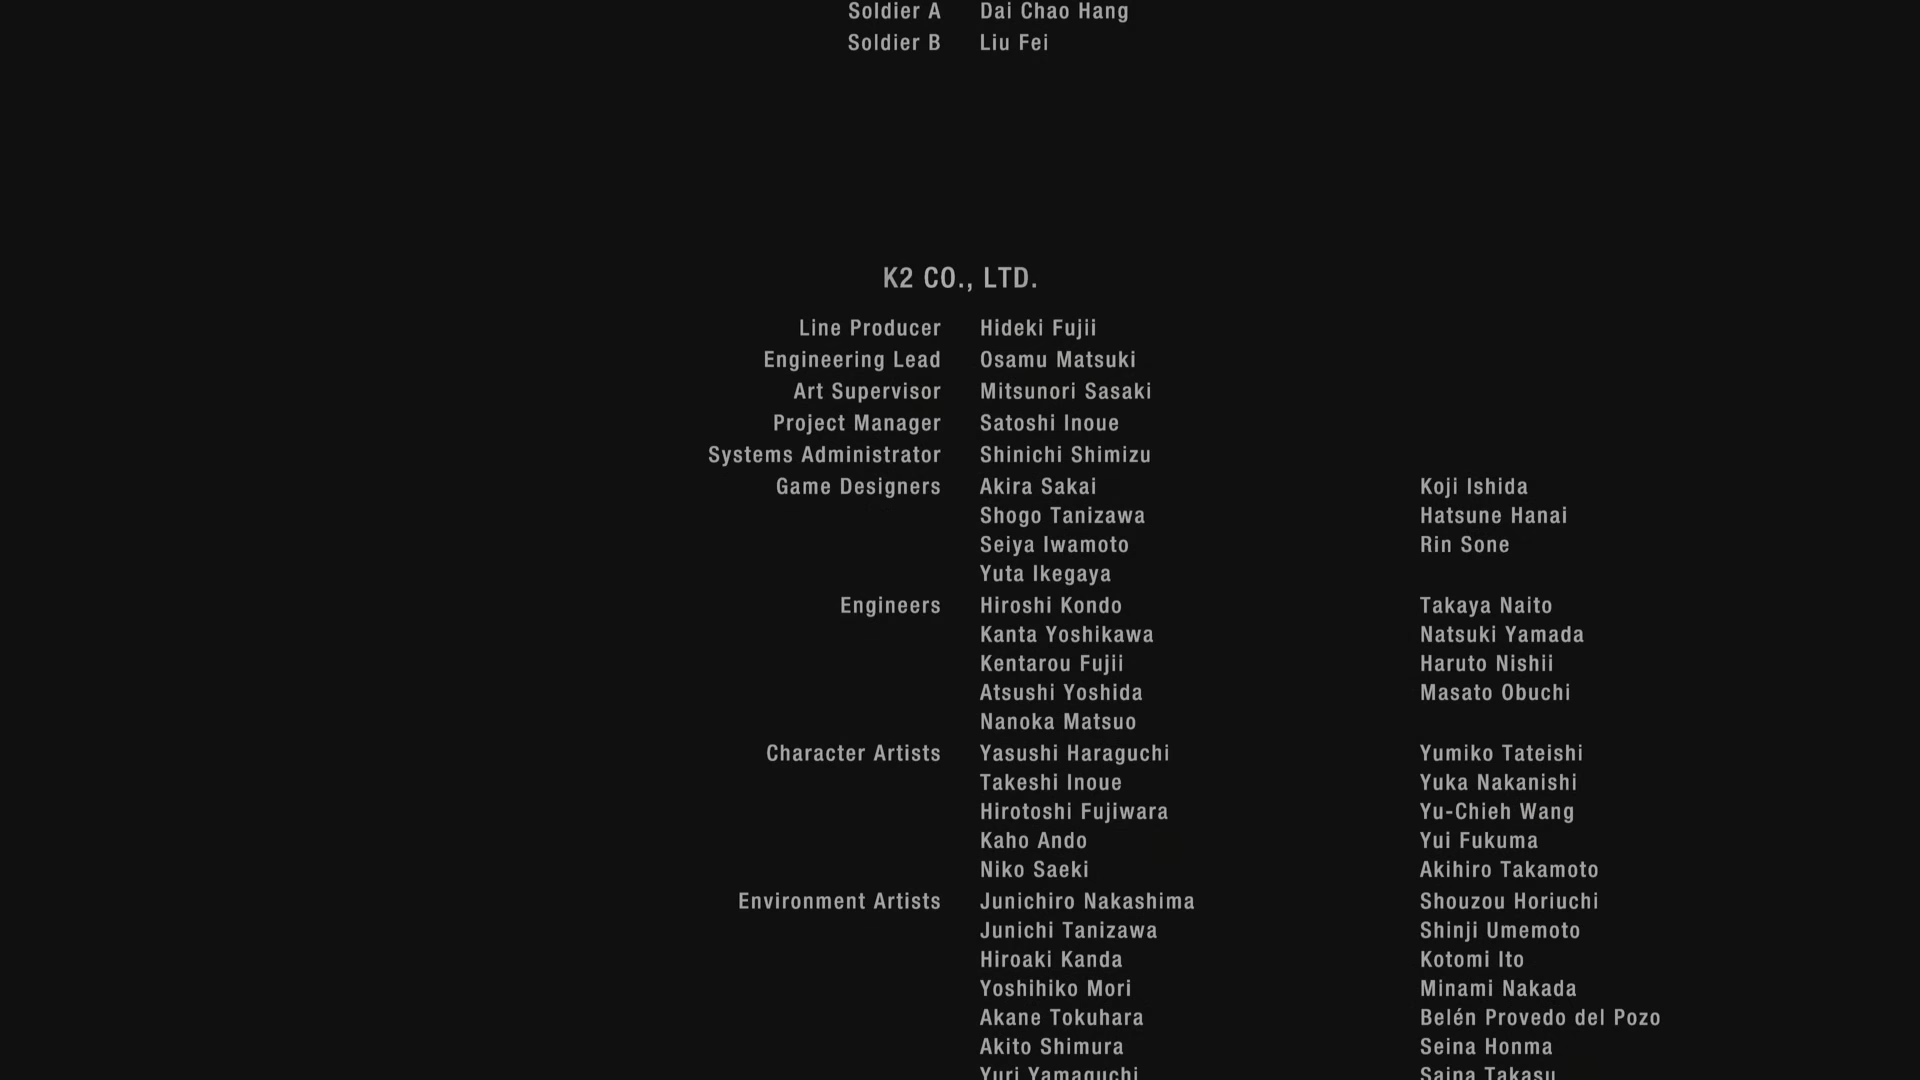 Soldier A Dai Chao Hang
Soldier B Liu Fei
K2 CO., LTD.
Line Producer Hideki Fujii
Engineering Lead Osamu Matsuki
Art Supervisor Mitsunori Sasaki
Project Manager Satoshi Inoue
Systems Administrator Shinichi Shimizu
Game Designers Akira Sakai Koji Ishida
Shogo Tanizawa Hatsune Hanai
Seiya Iwamoto Rin Sone
Yuta Ikegaya
Engineers Hiroshi Kondo Takaya Naito
Kanta Yoshikawa Natsuki Yamada
Kentarou Fujii Haruto Nishii
Atsushi Yoshida Masato Obuchi
Nanoka Matsuo
Character Artists Yasushi Haraguchi Yumiko Tateishi
Takeshi Inoue Yuka Nakanishi
Hirotoshi Fujiwara Yu-Chieh Wang
Kaho Ando Yui Fukuma
Niko Saeki Akihiro Takamoto
Environment Artists Junichiro Nakashima Shouzou Horiuchi
Junichi Tanizawa Shinji Umemoto
Hiroaki Kanda Kotomi Ito
Yoshihiko Mori Minami Nakada
Akane Tokuhara Belén Provedo del Pozo
Akito Shimura Seina Honma
Yuri Yamaguchi Saina Takasu